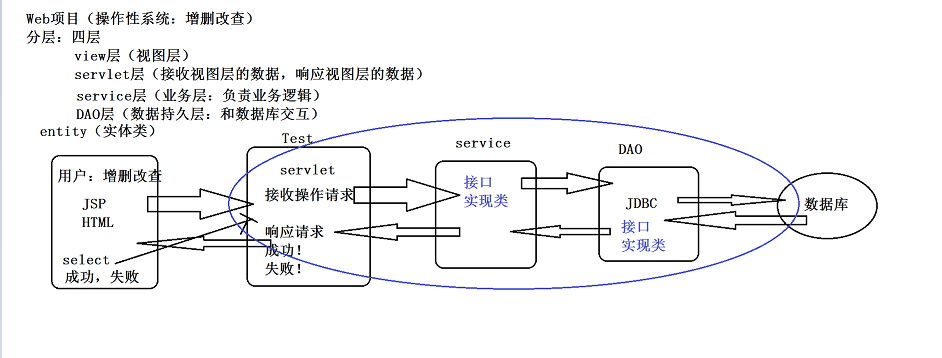 Web项目（操作性系统：增删改查）
分层：四层
view层（视图层）
servlet层（接收视图层的数据，响应视图层的数据）
service层（业务层：负责业务逻辑）
DAO层（数据持久层：和数据库交互）
entity（实体类）
Test
service
DAO
用户：增删改查
JSP
HTML
select
成功，失败
servlet
接收操作请求
响应请求
成功！
失败！
接口
实现类
JDBC
接口
实现类
数据库